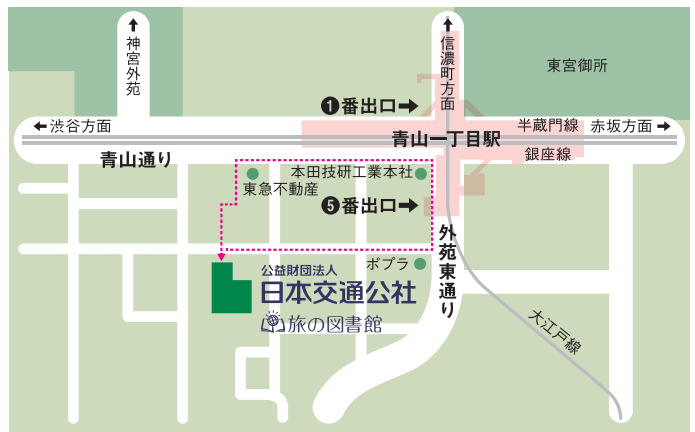 神宮外苑
信濃町方面
東宮御所
❶番出口
渋谷方面
半蔵門線
赤坂方面
青山一丁目駅
青山通り
銀座線
本田技研工業本社
東急不動産
❺番出口
外苑東通り
ポプラ
公益財団法人
日本交通公社
旅の図書館
大江戸線